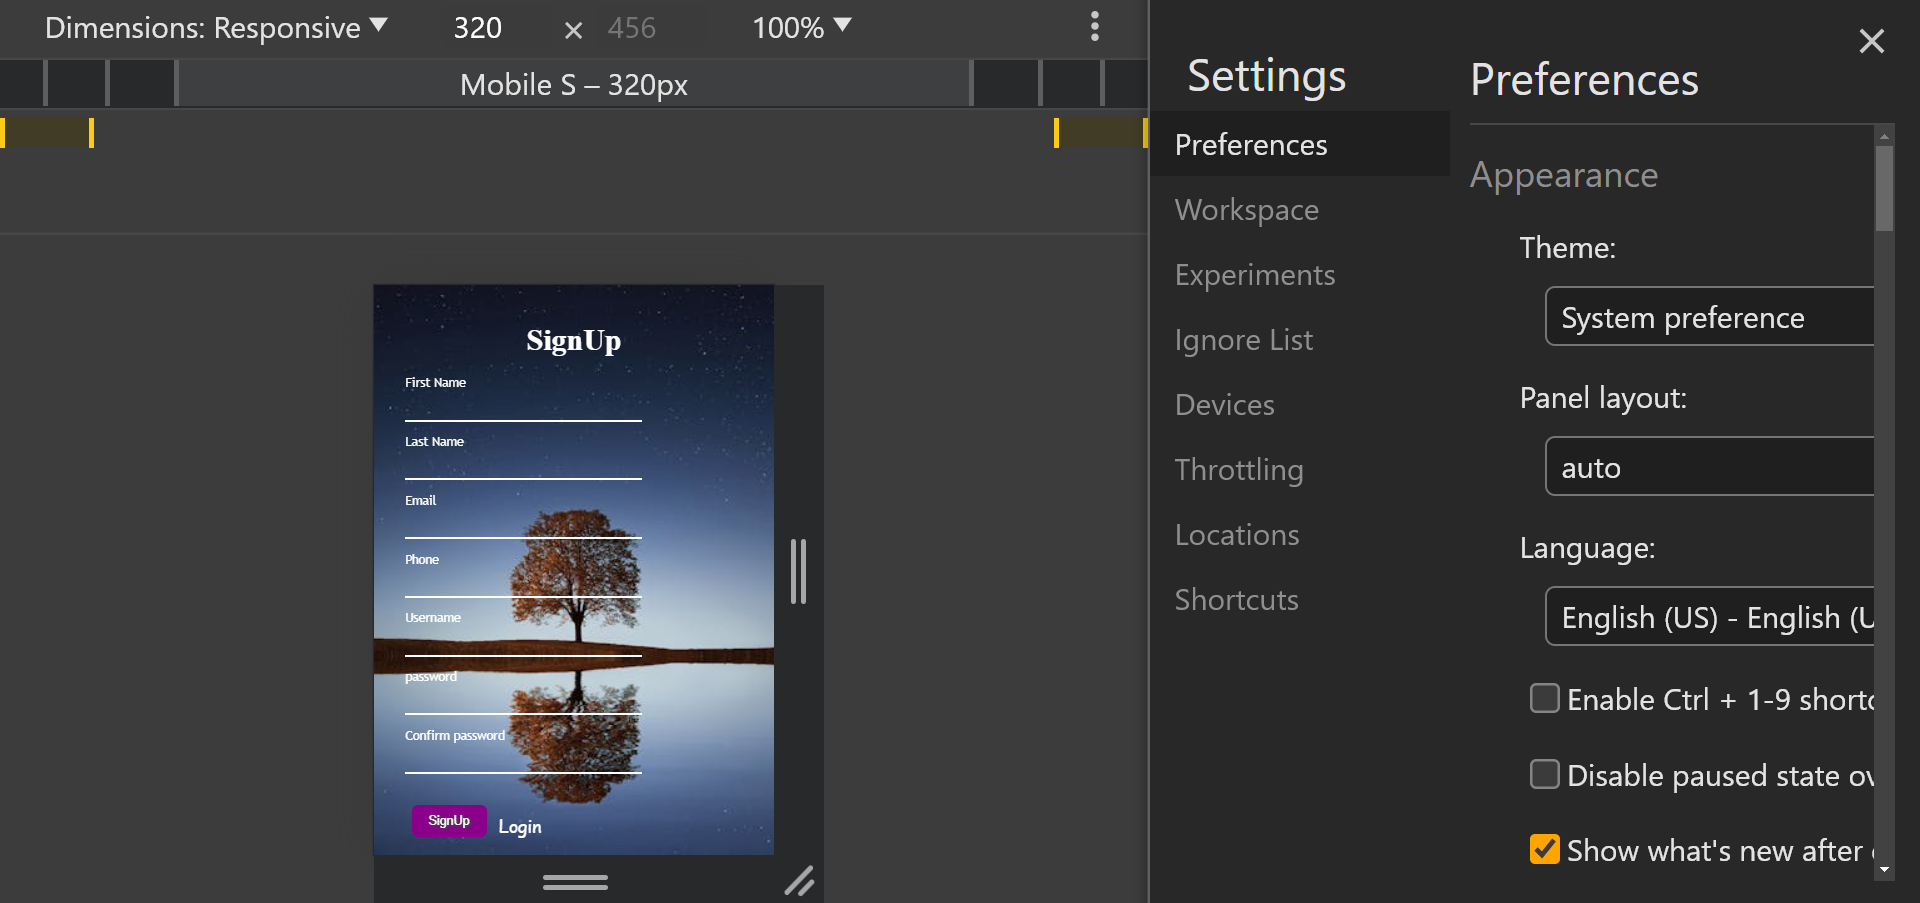 Dimensions: Responsive ▼ 320 × 456 100% ▼
Mobile S – 320px
SignUp
First Name
Last Name
Email
Phone
Username
password
Confirm password
SignUp Login
Settings
Preferences
Workspace
Experiments
Ignore List
Devices
Throttling
Locations
Shortcuts
Preferences
Appearance
Theme:
System preference
Panel layout:
auto
Language:
English (US) - English (U
Enable Ctrl + 1-9 shortc
Disable paused state ov
Show what's new after